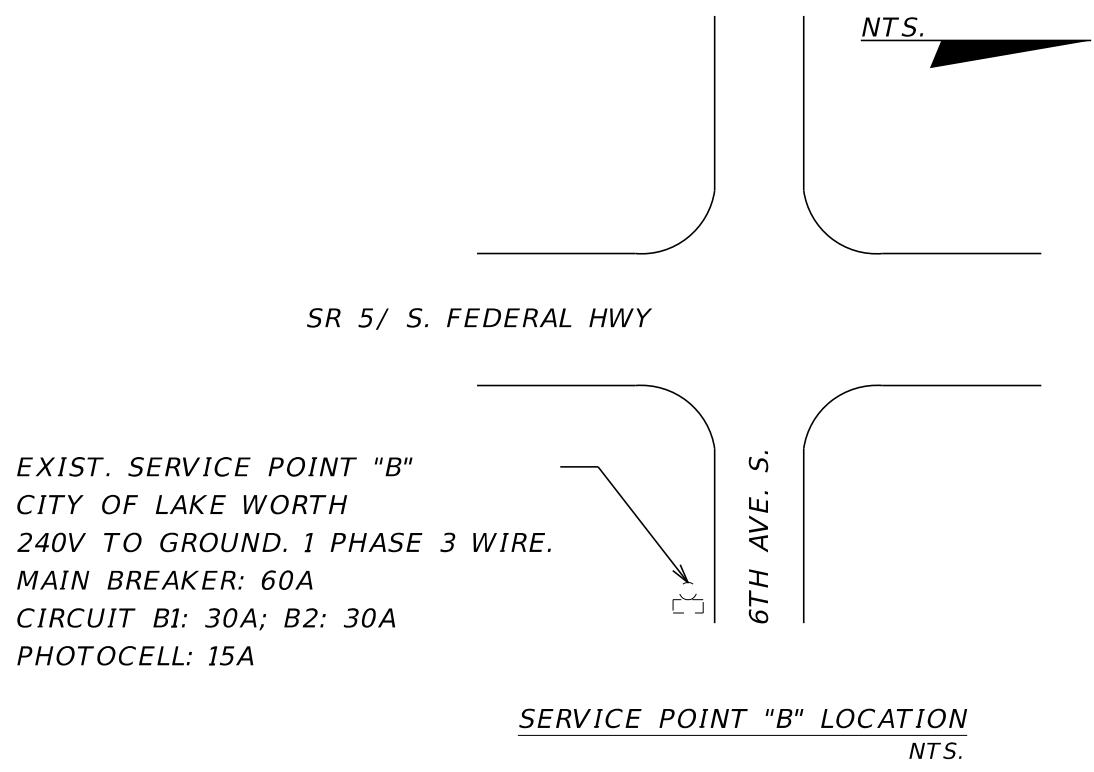 NTS.
SR 5/ S. FEDERAL HWY
EXIST. SERVICE POINT "B"
CITY OF LAKE WORTH
240V TO GROUND. 1 PHASE 3 WIRE.
MAIN BREAKER: 60A
CIRCUIT B1: 30A; B2: 30A
PHOTOCELL: 15A
6TH AVE. S.
SERVICE POINT "B" LOCATION
NTS.